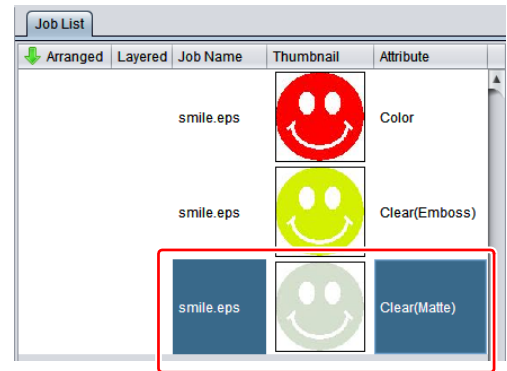 Job List
Arranged Layered Job Name Thumbnail Attribute
smile.eps Color
smile.eps Clear(Emboss)
smile.eps Clear(Matte)